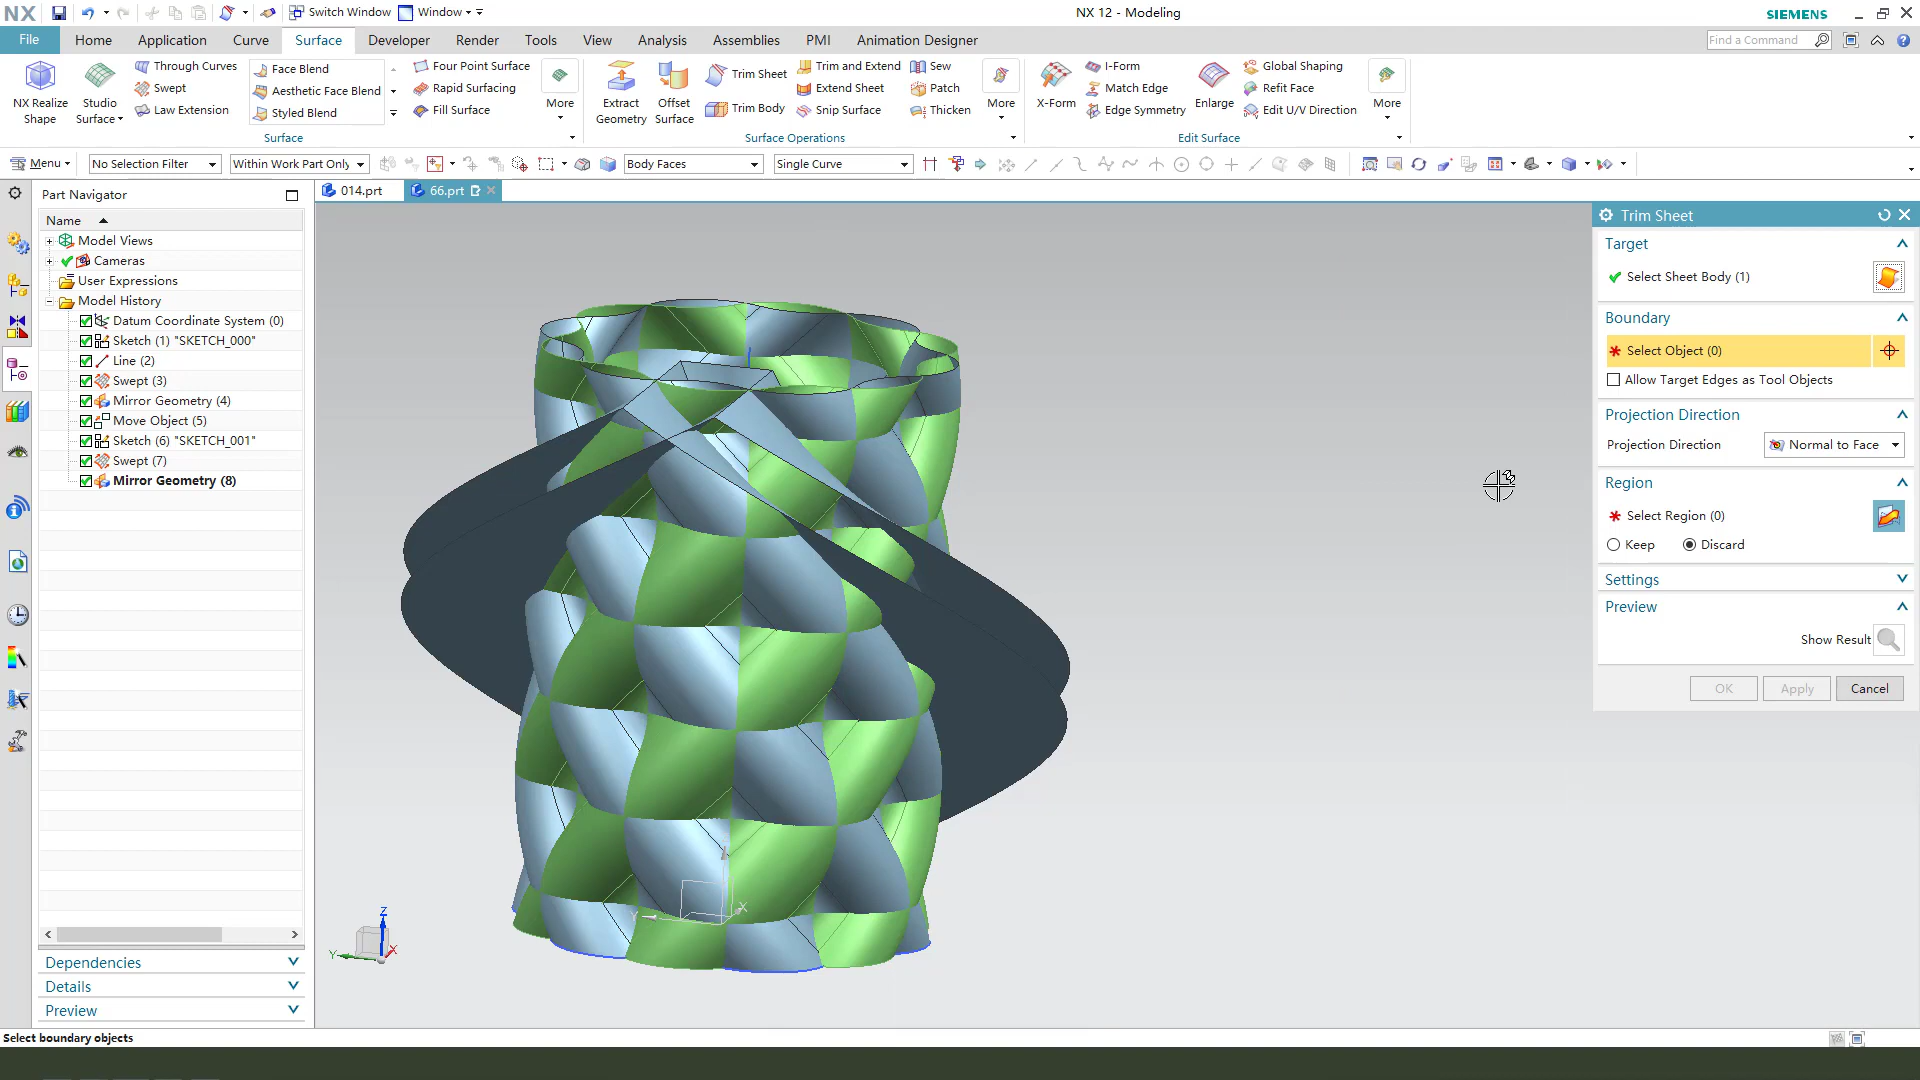 NX
Switch Window
Window
NX 12 - Modeling
SIEMENS
File
Home
Application
Curve
Surface
Developer
Render
Tools
View
Analysis
Assemblies
PMI
Animation Designer
Find a Command
NX Realize Shape
Studio Surface
Through Curves
Swept
Law Extension
Face Blend
Aesthetic Face Blend
Styled Blend
Four Point Surface
Rapid Surfacing
Fill Surface
More
Surface
Extract Geometry
Offset Surface
Trim Sheet
Trim Body
Trim and Extend
Extend Sheet
Snip Surface
Sew
Patch
Thicken
More
Surface Operations
X-Form
I-Form
Match Edge
Edge Symmetry
Enlarge
Global Shaping
Refit Face
Edit U/V Direction
More
Edit Surface
Menu
No Selection Filter
Within Work Part Only
Body Faces
Single Curve
Part Navigator
014.prt
66.prt
Name
Model Views
Cameras
User Expressions
Model History
Datum Coordinate System (0)
Sketch (1) "SKETCH_000"
Line (2)
Swept (3)
Mirror Geometry (4)
Move Object (5)
Sketch (6) "SKETCH_001"
Swept (7)
Mirror Geometry (8)
Dependencies
Details
Preview
X
Y
Z
Y
X
Trim Sheet
Target
Select Sheet Body (1)
Boundary
Select Object (0)
Allow Target Edges as Tool Objects
Projection Direction
Projection Direction
Normal to Face
Region
Select Region (0)
Keep
Discard
Settings
Preview
Show Result
OK
Apply
Cancel
Select boundary objects